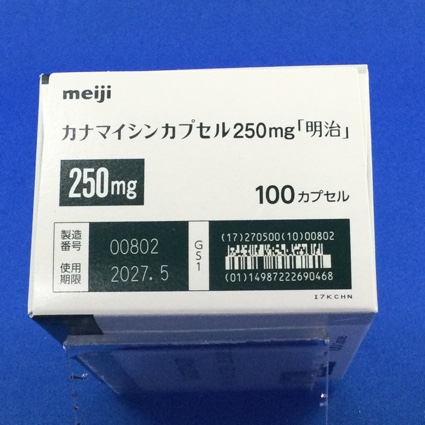 meiji
カナマイシンカプセル250mg「明治」
250mg
100カプセル
製造番号
00802
使用期限
2027.5
GS1
(17)270500(10)00802
(01)14987222690468
I7KCHN